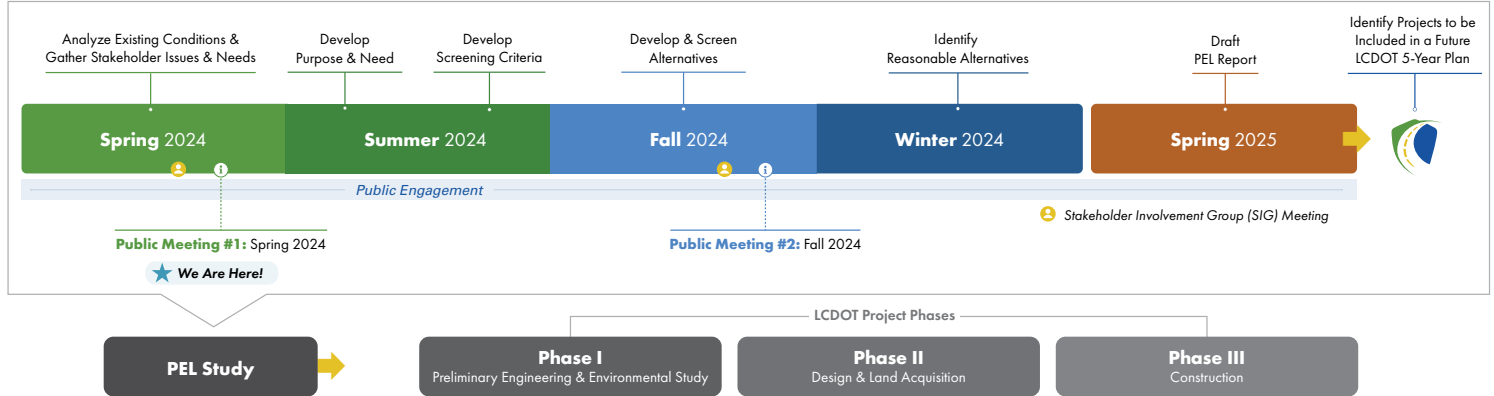 Analyze Existing Conditions &
Gather Stakeholder Issues & Needs
Develop
Purpose & Need
Develop
Screening Criteria
Develop & Screen
Alternatives
Identify
Reasonable Alternatives
Draft
PEL Report
Identify Projects to be
Included in a Future
LCDOT 5-Year Plan
Spring 2024
Summer 2024
Fall 2024
Winter 2024
Spring 2025
Public Engagement
Stakeholder Involvement Group (SIG) Meeting
Public Meeting #1: Spring 2024
Public Meeting #2: Fall 2024
We Are Here!
LCDOT Project Phases
PEL Study
Phase I
Preliminary Engineering & Environmental Study
Phase II
Design & Land Acquisition
Phase III
Construction